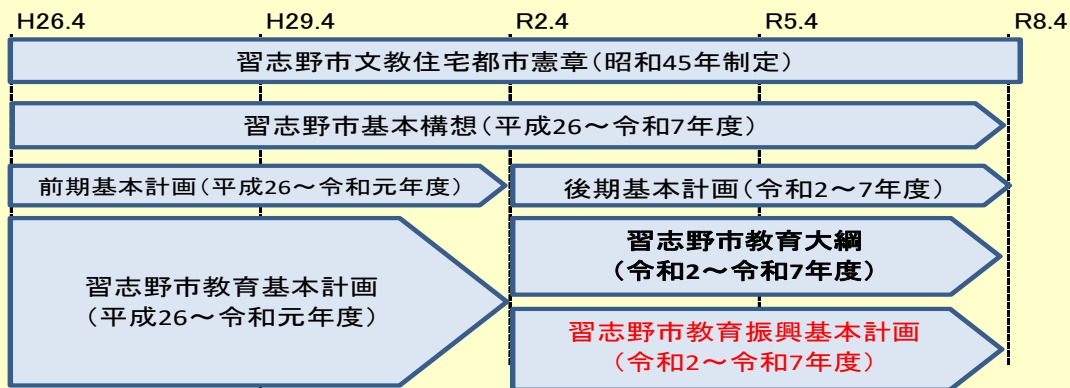 H26.4 H29.4 R2.4 R5.4 R8.4
習志野市文教住宅都市憲章（昭和45年制定）
習志野市基本構想（平成26～令和7年度）
前期基本計画（平成26～令和元年度）
後期基本計画（令和2～7年度）
習志野市教育基本計画
（平成26～令和元年度）
習志野市教育大綱
（令和2～令和7年度）
習志野市教育振興基本計画
（令和2～令和7年度）